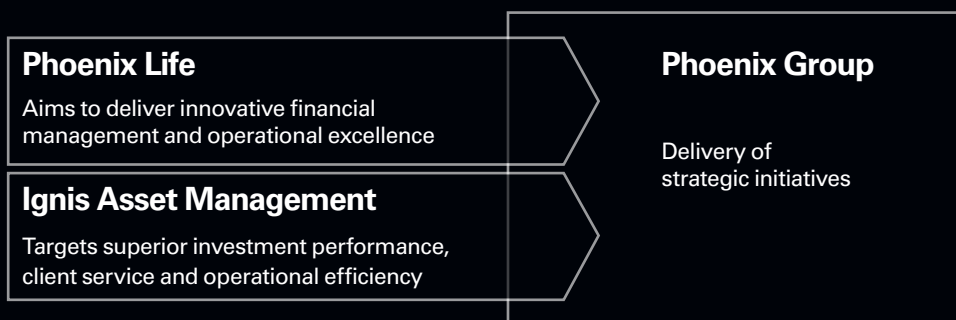 Phoenix Life
Aims to deliver innovative financial
management and operational excellence
Ignis Asset Management
Targets superior investment performance,
client service and operational efficiency
Phoenix Group
Delivery of
strategic initiatives